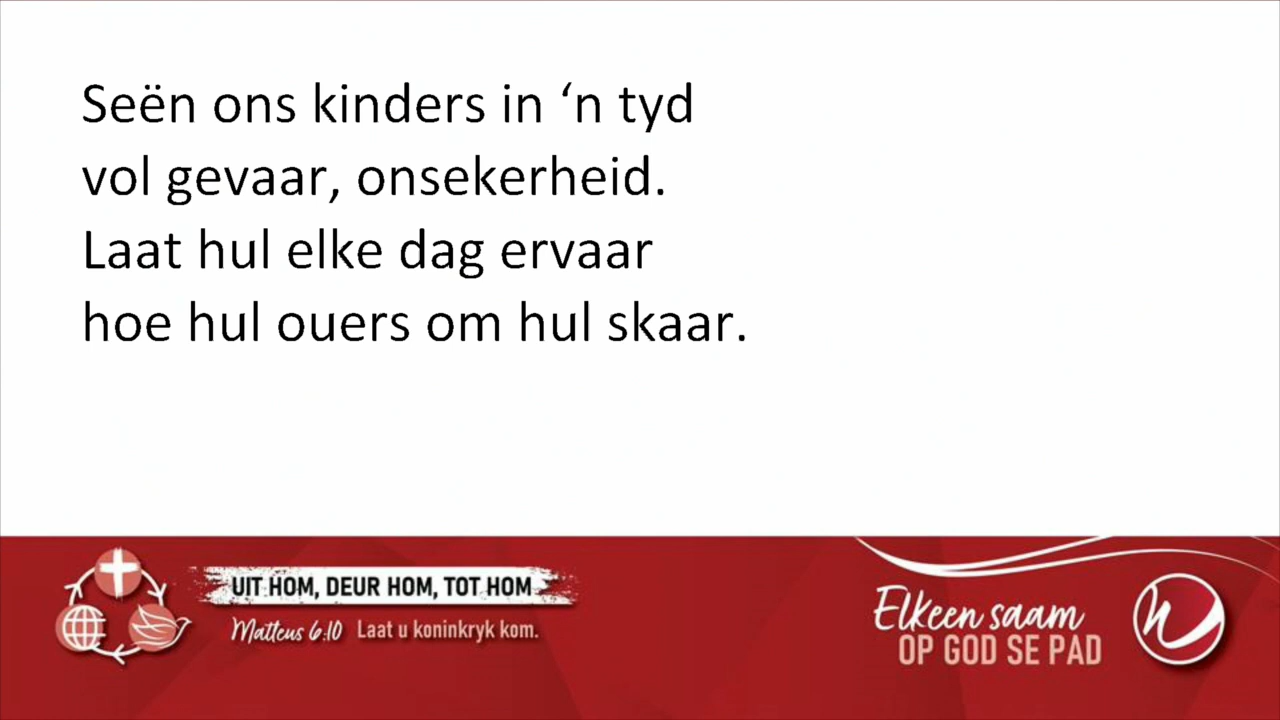 Seën ons kinders in ‘n tyd
vol gevaar, onsekerheid.
Laat hul elke dag ervaar
hoe hul ouers om hul skaar.
UIT HOM, DEUR HOM, TOT HOM
Matteus 6:10 Laat u koninkryk kom.
Elkeen saam
OP GOD SE PAD